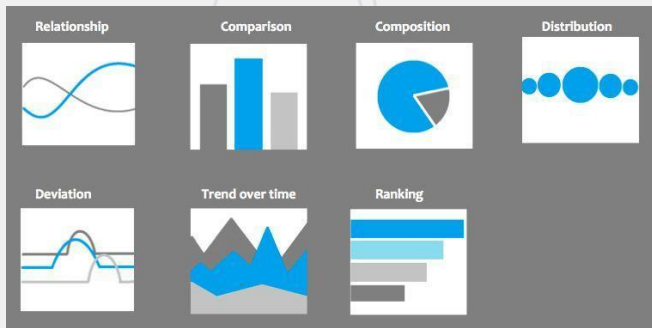 Relationship
Comparison
Composition
Distribution
Deviation
Trend over time
Ranking